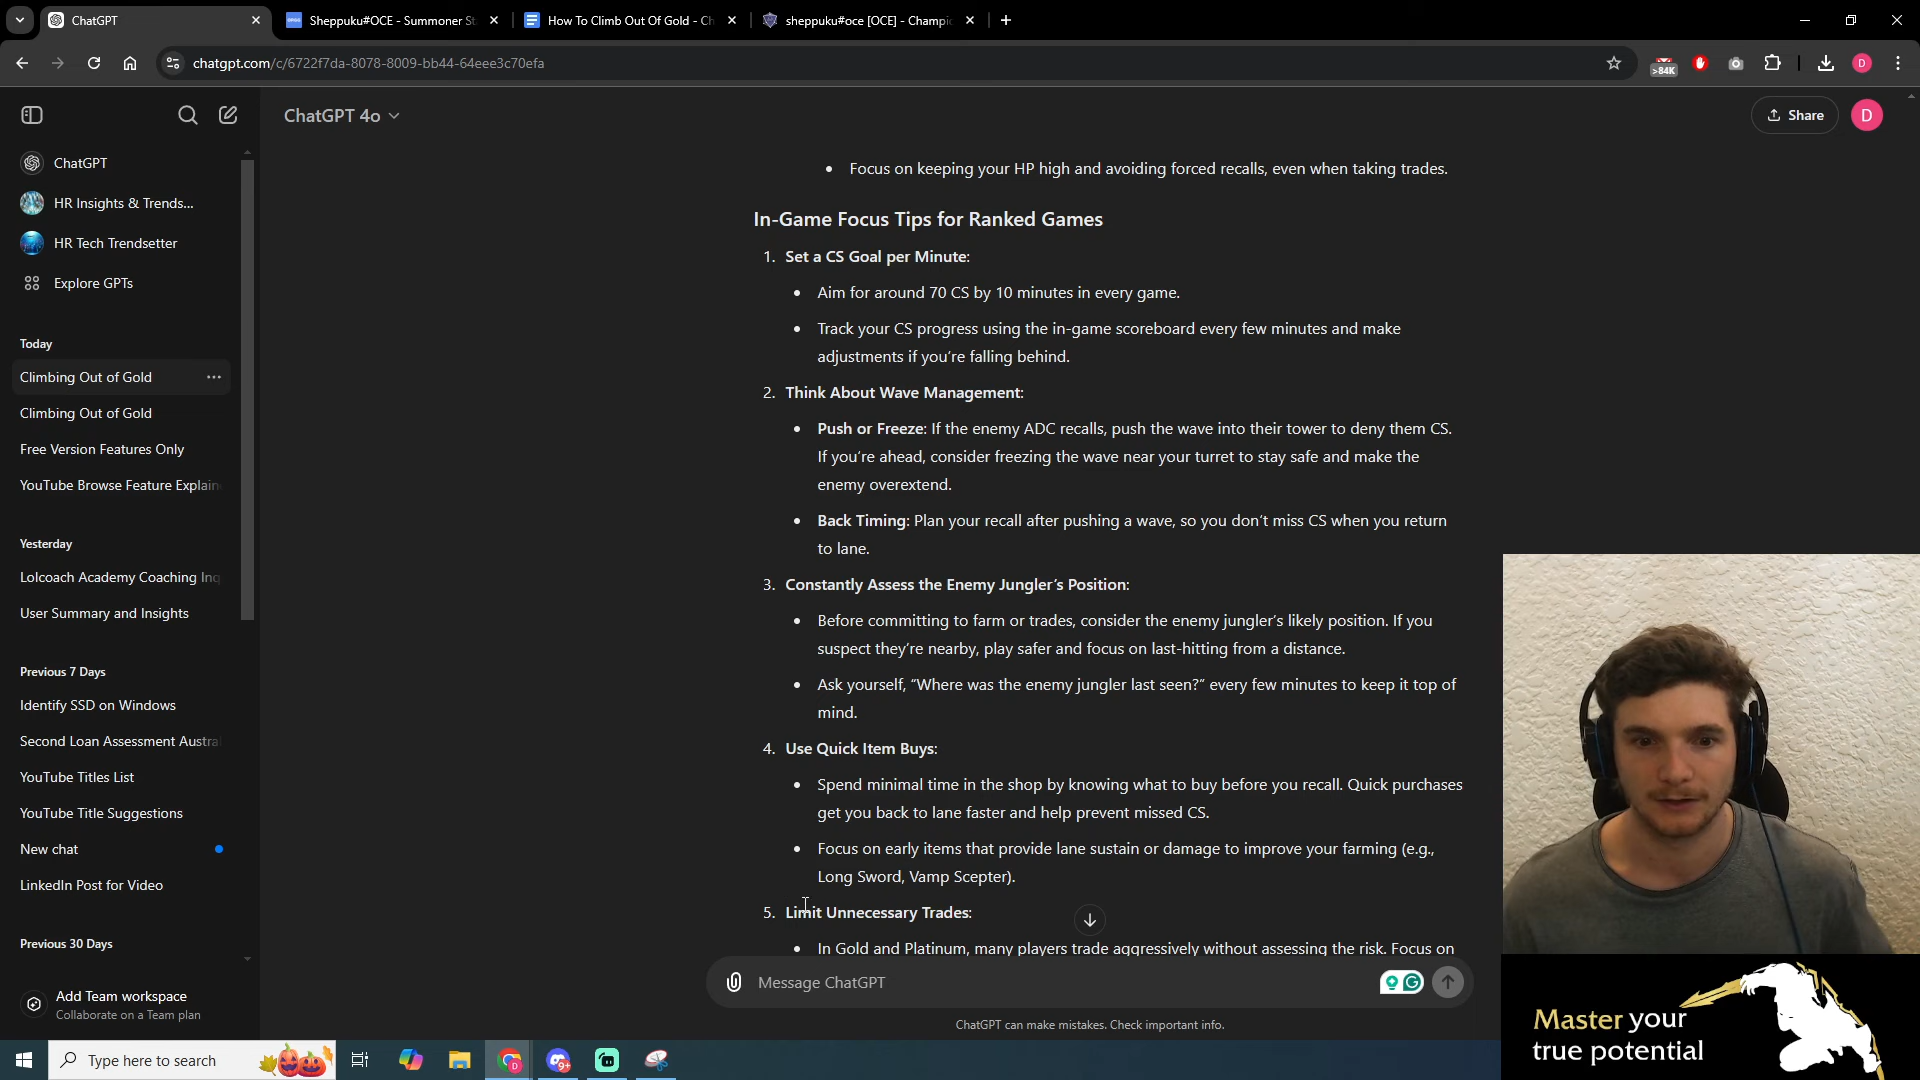 ChatGPT
Sheppuku#OCE - Summoner St
How To Climb Out Of Gold - Ch
sheppuku#oce [OCE] - Champio
chatgpt.com/c/6722f7da-8078-8009-bb44-64eee3c70efa
>84K
D
ChatGPT 4o
Share
D
ChatGPT
HR Insights & Trends...
HR Tech Trendsetter
Explore GPTs
Today
Climbing Out of Gold
Climbing Out of Gold
Free Version Features Only
YouTube Browse Feature Explain
Yesterday
Lolcoach Academy Coaching Inq
User Summary and Insights
Previous 7 Days
Identify SSD on Windows
Second Loan Assessment Austra
YouTube Titles List
YouTube Title Suggestions
New chat
LinkedIn Post for Video
Previous 30 Days
Add Team workspace
Collaborate on a Team plan
• Focus on keeping your HP high and avoiding forced recalls, even when taking trades.
In-Game Focus Tips for Ranked Games
1. Set a CS Goal per Minute:
• Aim for around 70 CS by 10 minutes in every game.
• Track your CS progress using the in-game scoreboard every few minutes and make
adjustments if you're falling behind.
2. Think About Wave Management:
• Push or Freeze: If the enemy ADC recalls, push the wave into their tower to deny them CS.
If you're ahead, consider freezing the wave near your turret to stay safe and make the
enemy overextend.
• Back Timing: Plan your recall after pushing a wave, so you don't miss CS when you return
to lane.
3. Constantly Assess the Enemy Jungler's Position:
• Before committing to farm or trades, consider the enemy jungler's likely position. If you
suspect they're nearby, play safer and focus on last-hitting from a distance.
• Ask yourself, "Where was the enemy jungler last seen?" every few minutes to keep it top of
mind.
4. Use Quick Item Buys:
• Spend minimal time in the shop by knowing what to buy before you recall. Quick purchases
get you back to lane faster and help prevent missed CS.
• Focus on early items that provide lane sustain or damage to improve your farming (e.g.,
Long Sword, Vamp Scepter).
5. Limit Unnecessary Trades:
• In Gold and Platinum, many players trade aggressively without assessing the risk. Focus on
Message ChatGPT
ChatGPT can make mistakes. Check important info.
Master your
true potential
Type here to search